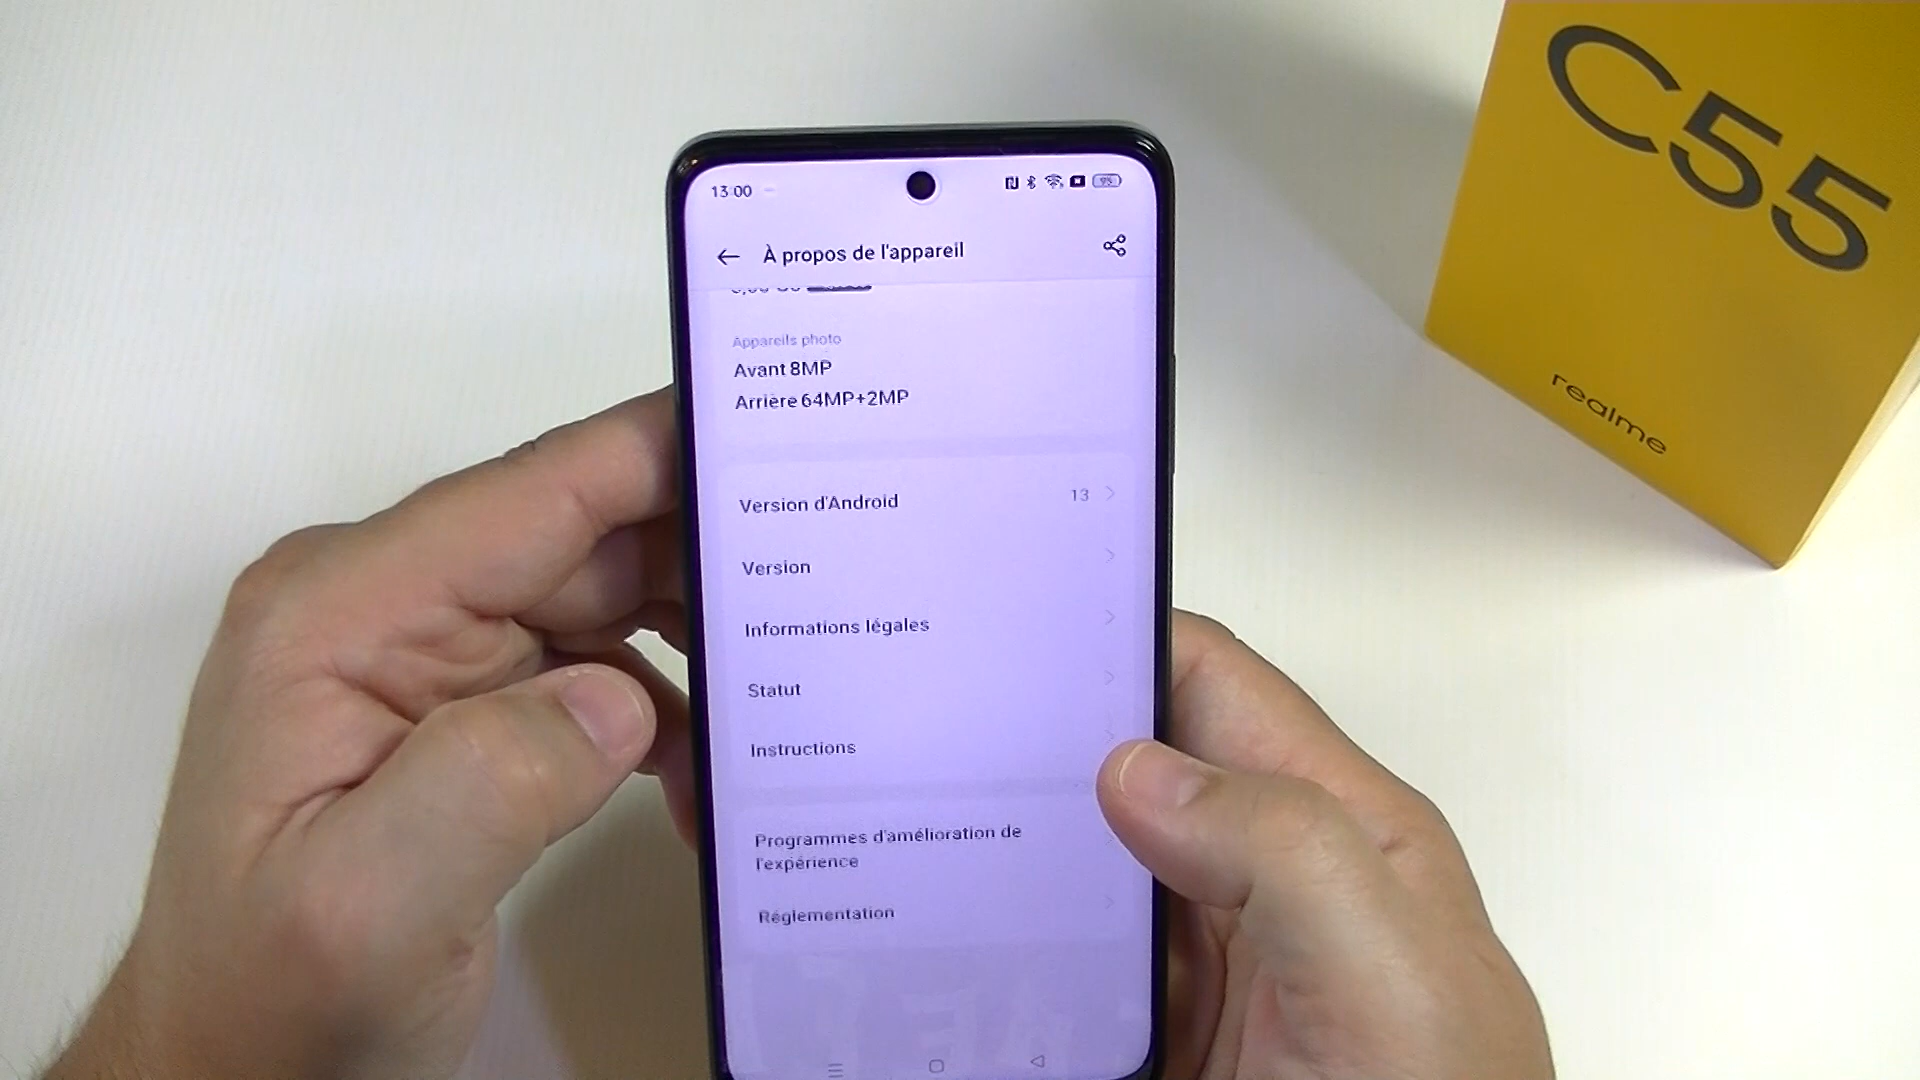 C55
realme
13:00
95
À propos de l'appareil
Appareils photo
Avant 8MP
Arrière 64MP+2MP
Version d'Android 13
Version
Informations légales
Statut
Instructions
Programmes d'amélioration de
l'expérience
Réglementation